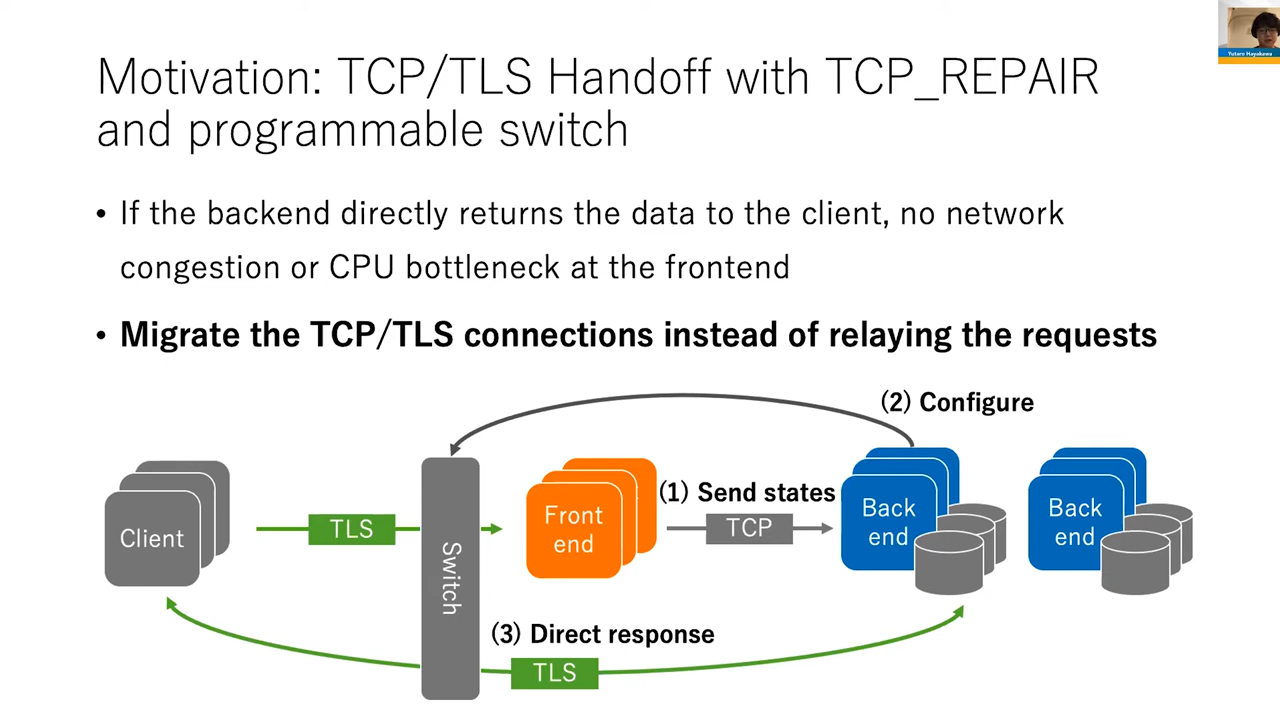 Yutaro Hayakawa
Motivation: TCP/TLS Handoff with TCP_REPAIR
and programmable switch
• If the backend directly returns the data to the client, no network
congestion or CPU bottleneck at the frontend
• Migrate the TCP/TLS connections instead of relaying the requests
(2) Configure
(1) Send states
Client
TLS
Switch
Front
end
TCP
Back
end
Back
end
(3) Direct response
TLS